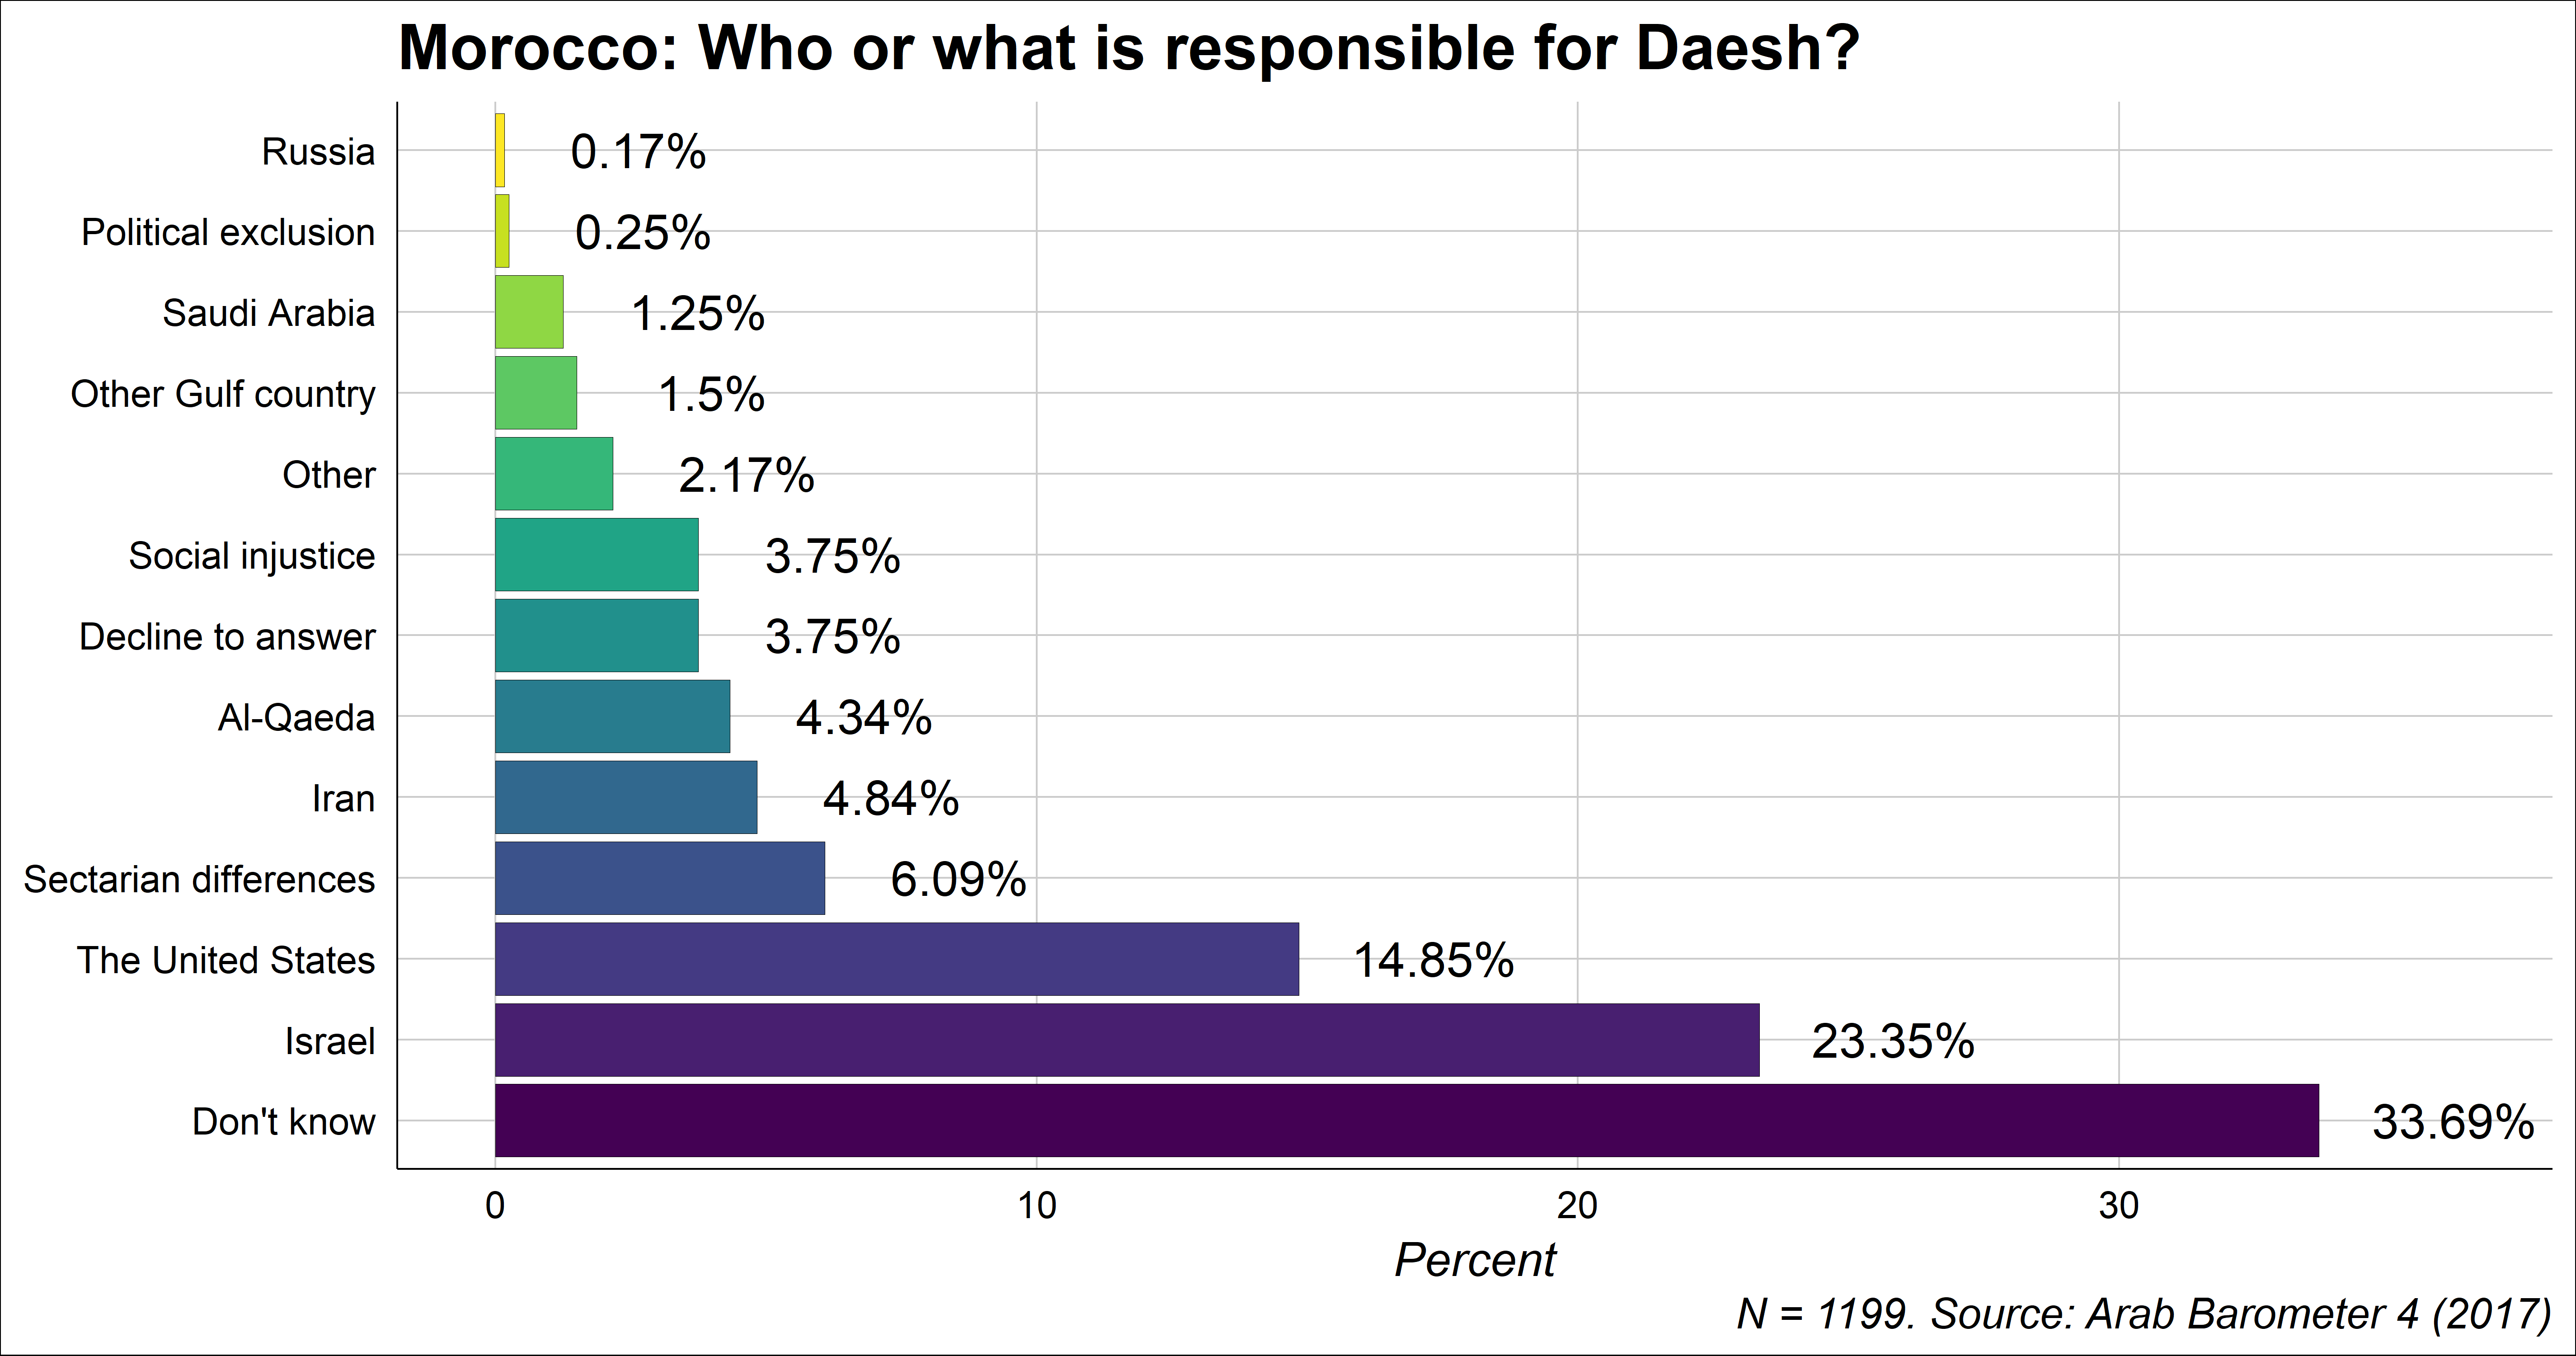 Morocco: Who or what is responsible for Daesh?
Russia 0.17%
Political exclusion 0.25%
Saudi Arabia 1.25%
Other Gulf country 1.5%
Other 2.17%
Social injustice 3.75%
Decline to answer 3.75%
Al-Qaeda 4.34%
Iran 4.84%
Sectarian differences 6.09%
The United States 14.85%
Israel 23.35%
Don't know 33.69%
0 10 20 30
Percent
N = 1199. Source: Arab Barometer 4 (2017)